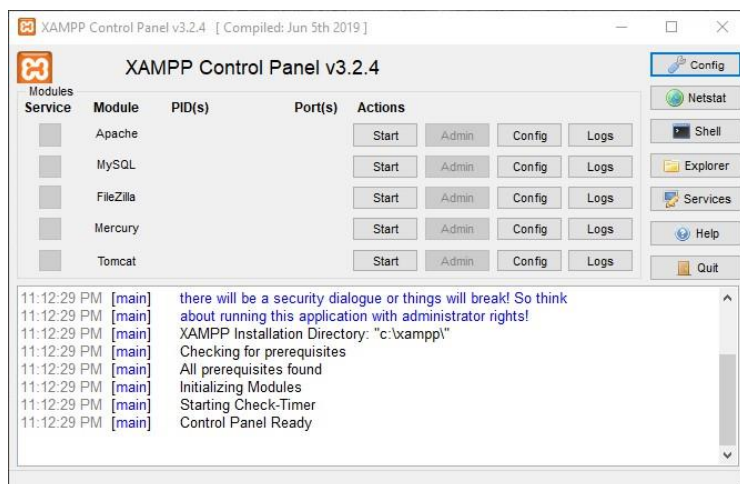 XAMPP Control Panel v3.2.4 [ Compiled: Jun 5th 2019 ]
XAMPP Control Panel v3.2.4
Config
Modules
Service Module PID(s) Port(s) Actions
Netstat
Apache Start Admin Config Logs
Shell
MySQL Start Admin Config Logs
Explorer
FileZilla Start Admin Config Logs
Services
Mercury Start Admin Config Logs
Help
Tomcat Start Admin Config Logs
Quit
11:12:29 PM [main] there will be a security dialogue or things will break! So think
11:12:29 PM [main] about running this application with administrator rights!
11:12:29 PM [main] XAMPP Installation Directory: "c:\xampp\"
11:12:29 PM [main] Checking for prerequisites
11:12:29 PM [main] All prerequisites found
11:12:29 PM [main] Initializing Modules
11:12:29 PM [main] Starting Check-Timer
11:12:29 PM [main] Control Panel Ready